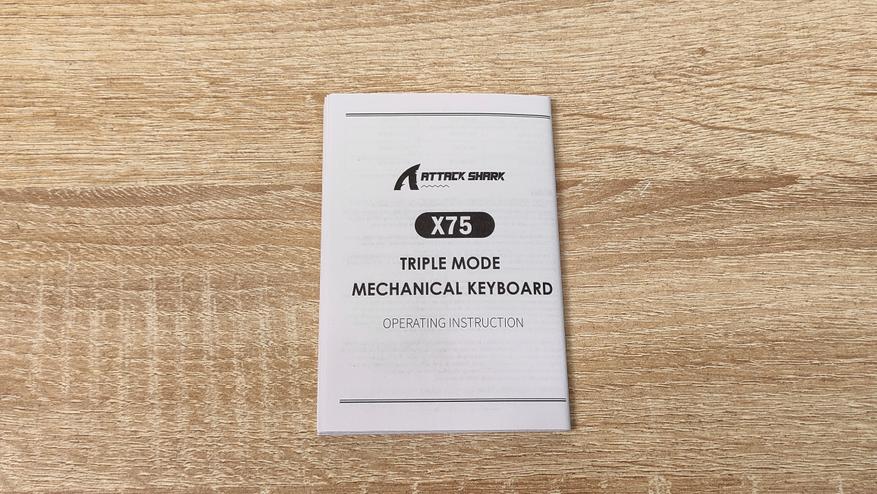 ATTACK SHARK
X75
TRIPLE MODE
MECHANICAL KEYBOARD
OPERATING INSTRUCTION